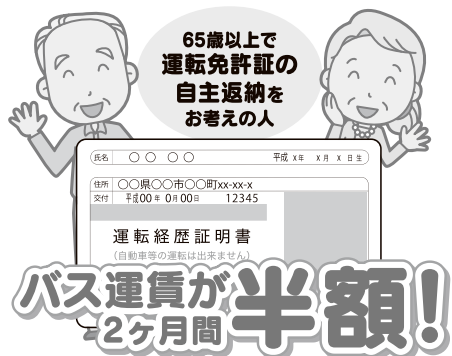 65歳以上で
運転免許証の
自主返納を
お考えの人
氏名 ○○ ○○ 平成 x年 x月 x日生
住所 ○○県○○市○○町xx-xx-x
交付 平成00年 0月00日 12345
運転経歴証明書
(自動車等の運転は出来ません)
バス運賃が
2ヶ月間
半額!